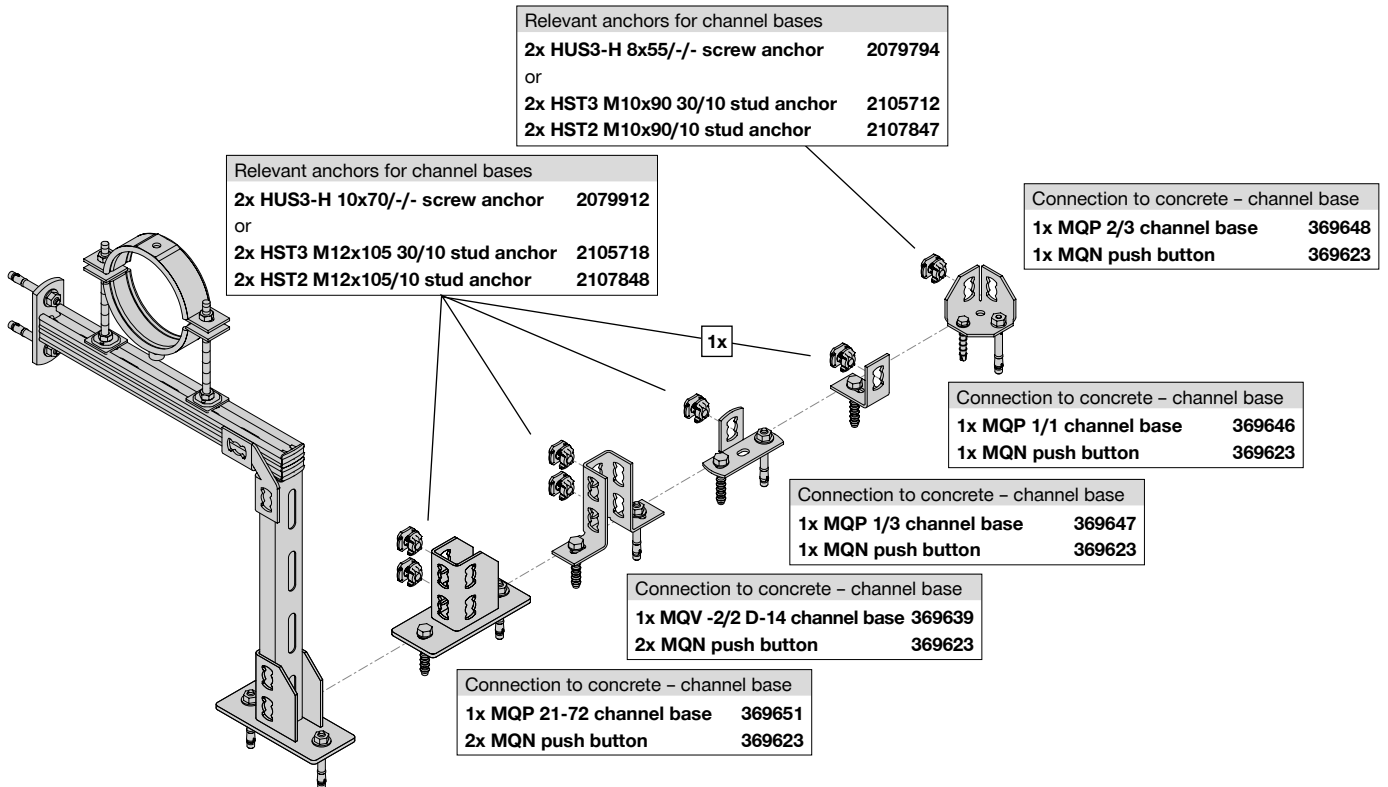 Relevant anchors for channel bases
2x HUS3-H 8x55/-/- screw anchor 2079794
or
2x HST3 M10x90 30/10 stud anchor 2105712
2x HST2 M10x90/10 stud anchor 2107847
Relevant anchors for channel bases
2x HUS3-H 10x70/-/- screw anchor 2079912
or
2x HST3 M12x105 30/10 stud anchor 2105718
2x HST2 M12x105/10 stud anchor 2107848
Connection to concrete – channel base
1x MQP 2/3 channel base 369648
1x MQN push button 369623
1x
Connection to concrete – channel base
1x MQP 1/1 channel base 369646
1x MQN push button 369623
Connection to concrete – channel base
1x MQP 1/3 channel base 369647
1x MQN push button 369623
Connection to concrete – channel base
1x MQV -2/2 D-14 channel base 369639
2x MQN push button 369623
Connection to concrete – channel base
1x MQP 21-72 channel base 369651
2x MQN push button 369623